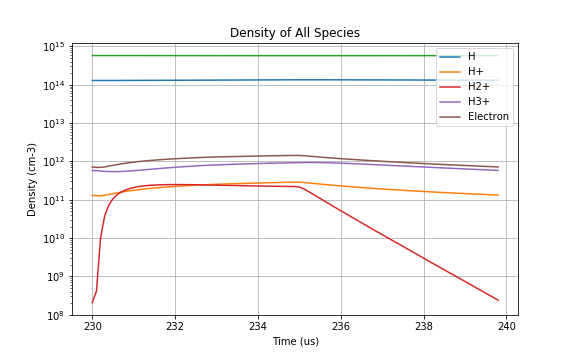 Density of All Species
Density (cm-3)
10^15
10^14
10^13
10^12
10^11
10^10
10^9
10^8
H
H+
H2+
H3+
Electron
230
232
234
236
238
240
Time (us)